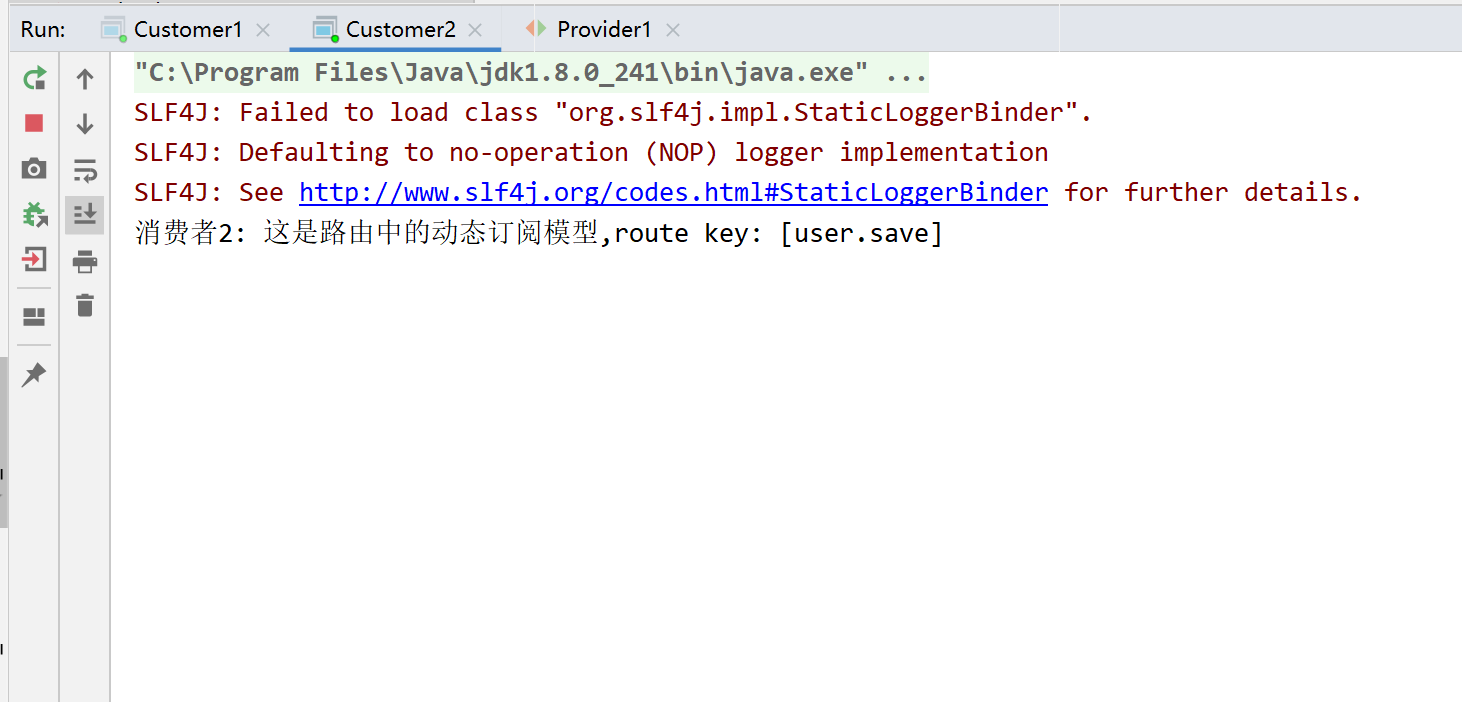 Run: Customer1 Customer2 Provider1
"C:\Program Files\Java\jdk1.8.0_241\bin\java.exe" ...
SLF4J: Failed to load class "org.slf4j.impl.StaticLoggerBinder".
SLF4J: Defaulting to no-operation (NOP) logger implementation
SLF4J: See http://www.slf4j.org/codes.html#StaticLoggerBinder for further details.
消费者2: 这是路由中的动态订阅模型,route key: [user.save]